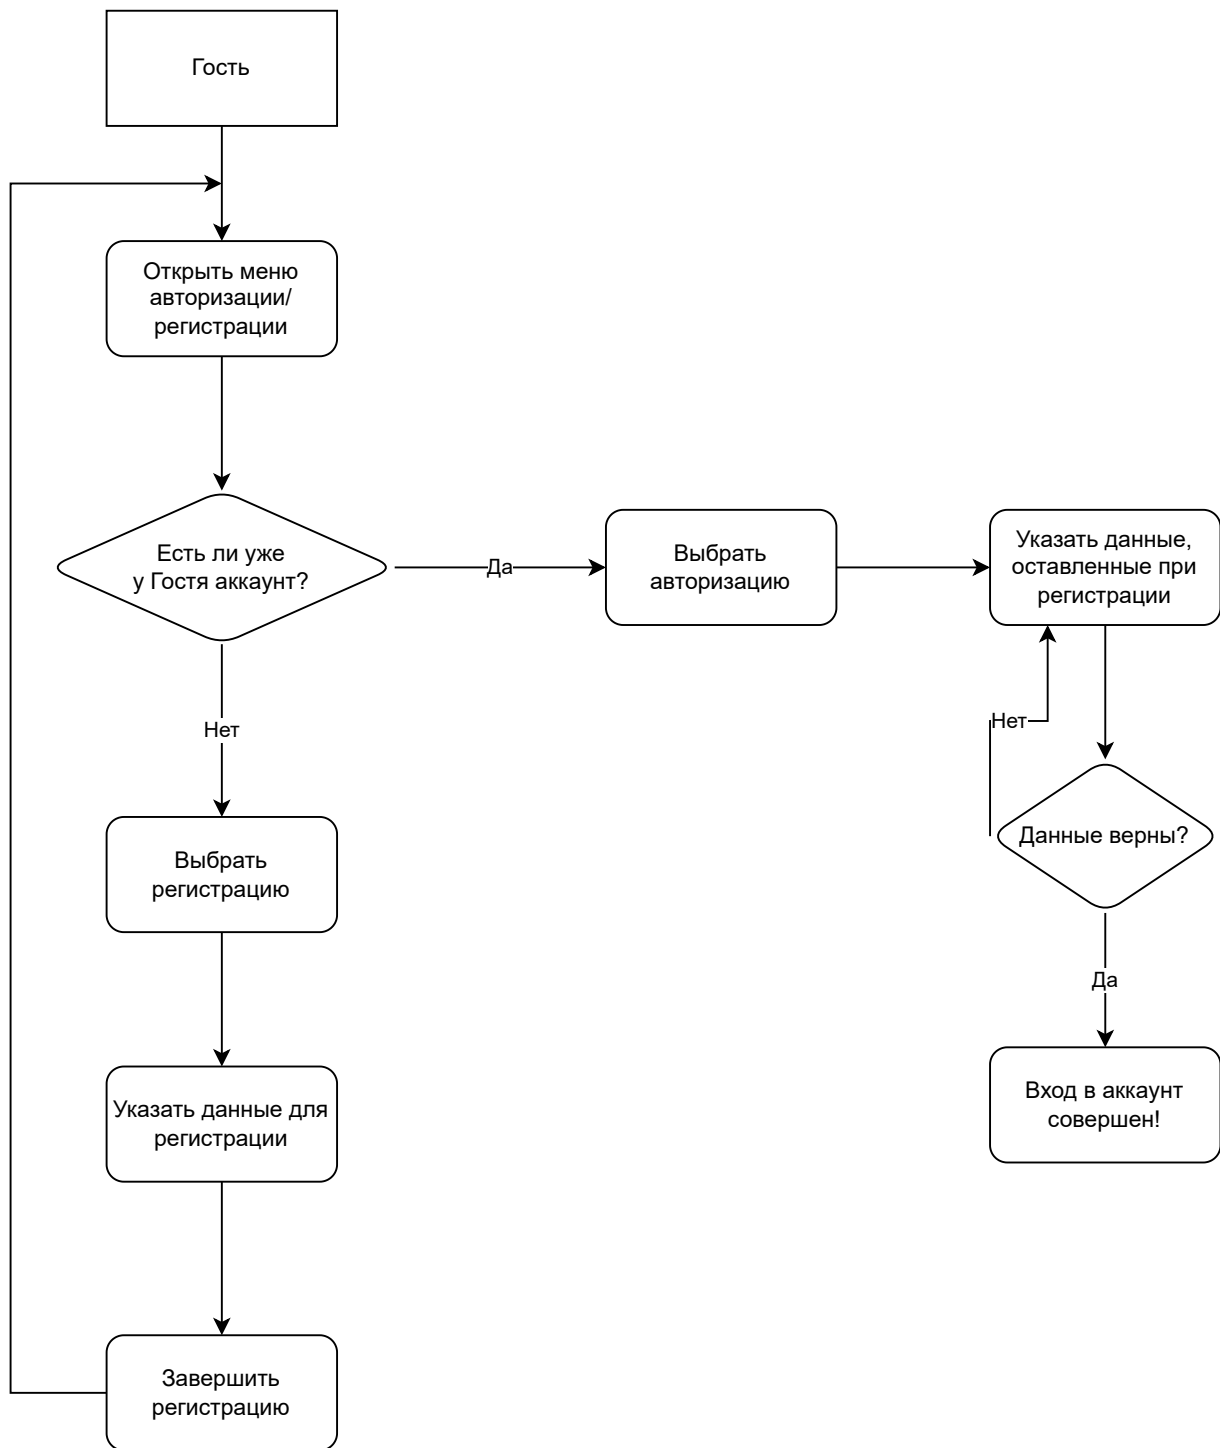 Гость
Открыть меню
авторизации/
регистрации
Есть ли уже
у Гостя аккаунт?
Да
Выбрать
авторизацию
Указать данные,
оставленные при
регистрации
Нет
Нет
Данные верны?
Выбрать
регистрацию
Да
Вход в аккаунт
совершен!
Указать данные для
регистрации
Завершить
регистрацию